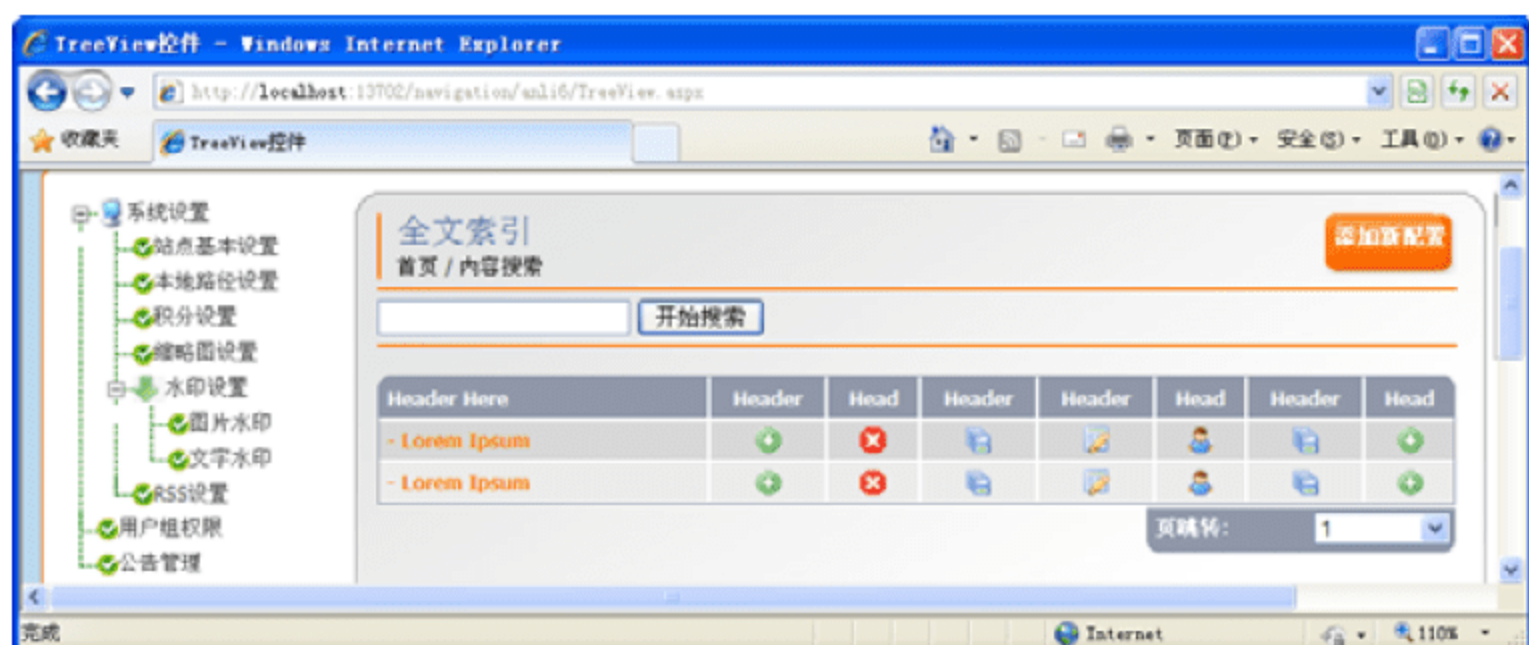 TreeView控件 - Windows Internet Explorer
http://localhost:13702/navigation/anli6/TreeView.aspx
收藏夹 TreeView控件 页面(P) 安全(S) 工具(O)
系统设置
站点基本设置
本地路径设置
积分设置
缩略图设置
水印设置
图片水印
文字水印
RSS设置
用户组权限
公告管理
全文索引
首页 / 内容搜索
添加新配置
开始搜索
Header Here Header Head Header Header Head Header Head
- Lorem Ipsum
- Lorem Ipsum
页跳转: 1
完成 Internet 110%